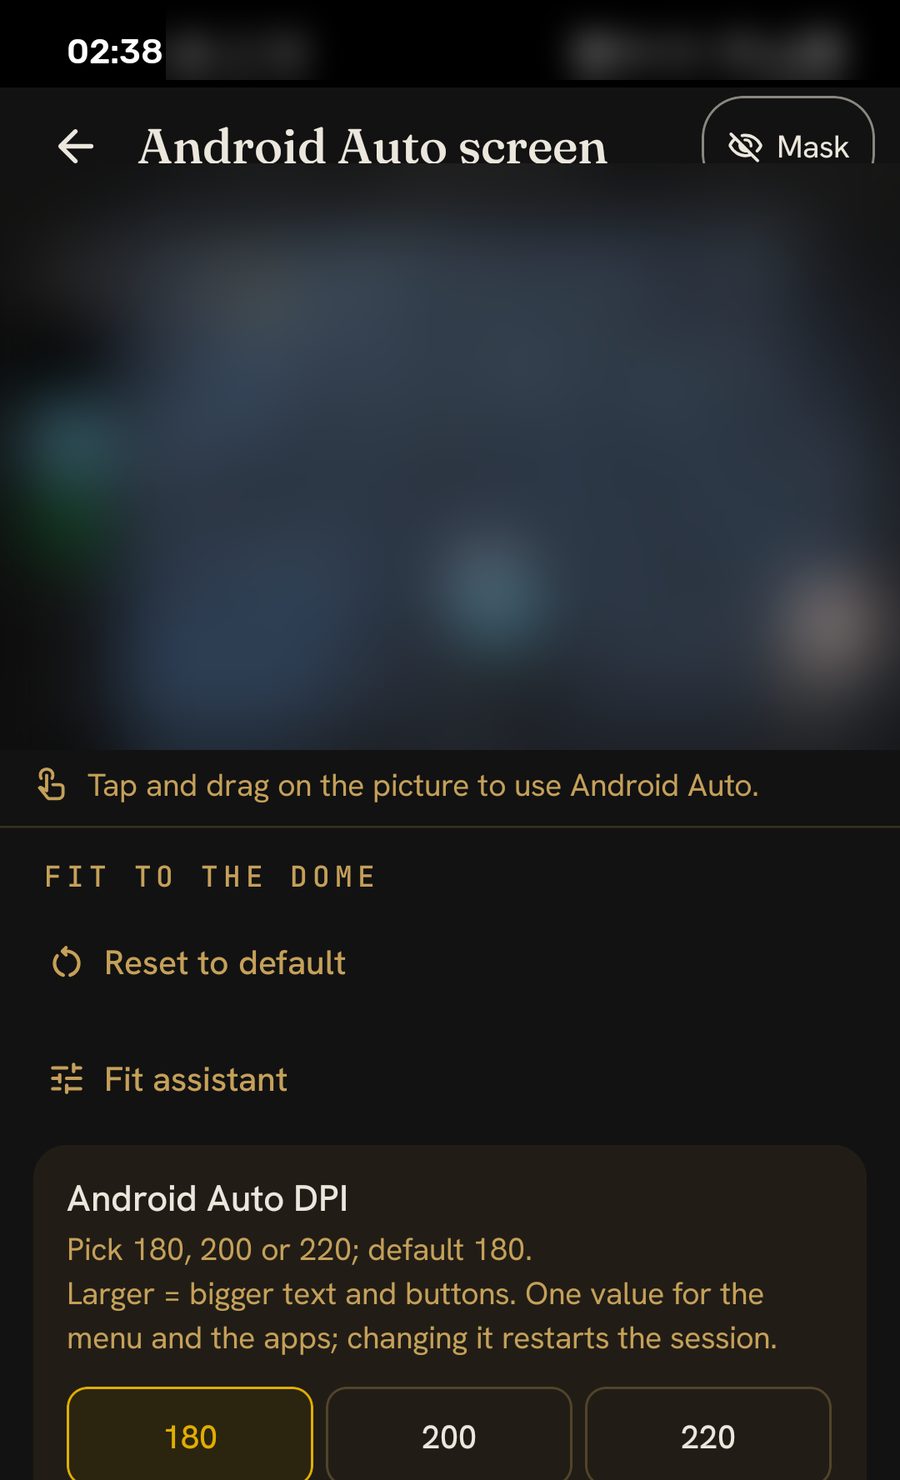 02:38
Android Auto screen
Mask
Tap and drag on the picture to use Android Auto.
FIT TO THE DOME
Reset to default
Fit assistant
Android Auto DPI
Pick 180, 200 or 220; default 180.
Larger = bigger text and buttons. One value for the
menu and the apps; changing it restarts the session.
180
200
220